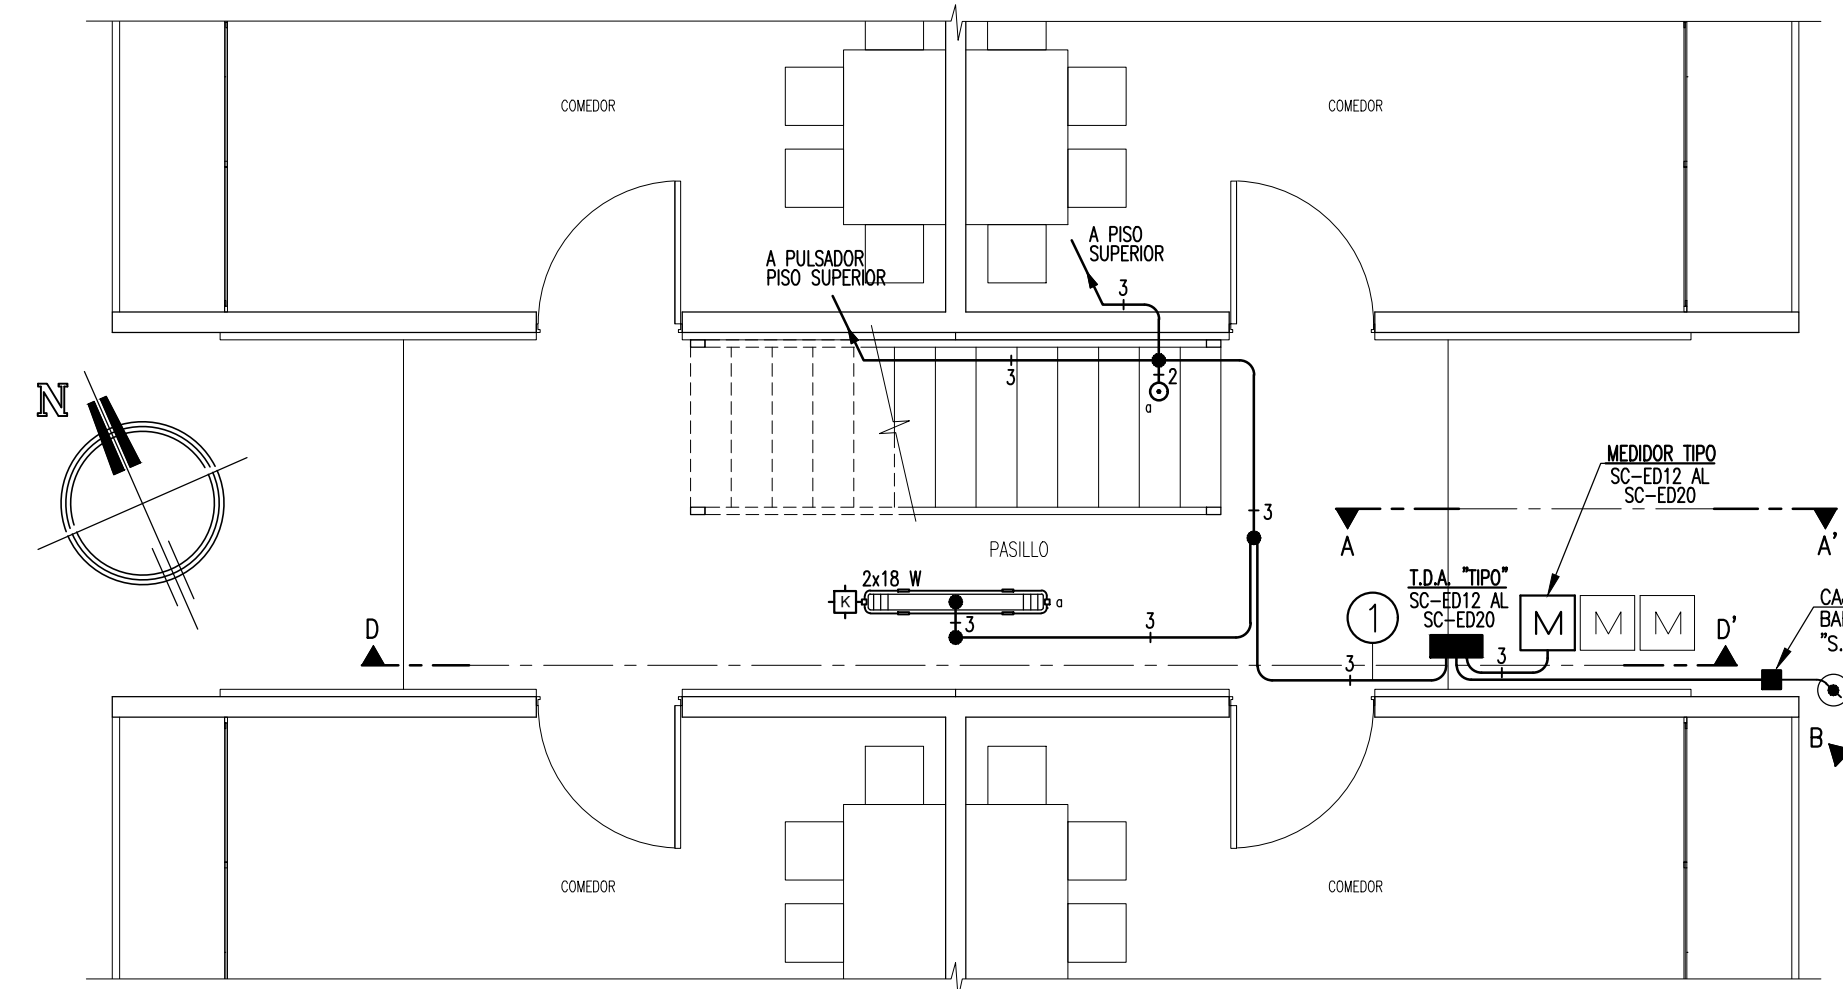 COMEDOR
COMEDOR
A PULSADOR
PISO SUPERIOR
A PISO
SUPERIOR
3
3
2
a
N
MEDIDOR TIPO
SC-ED12 AL
SC-ED20
3
A
A'
PASILLO
2x18 W
K
a
3
3
T.D.A. "TIPO"
SC-ED12 AL
SC-ED20
1
M
M
M
3
3
D
D'
B
COMEDOR
COMEDOR